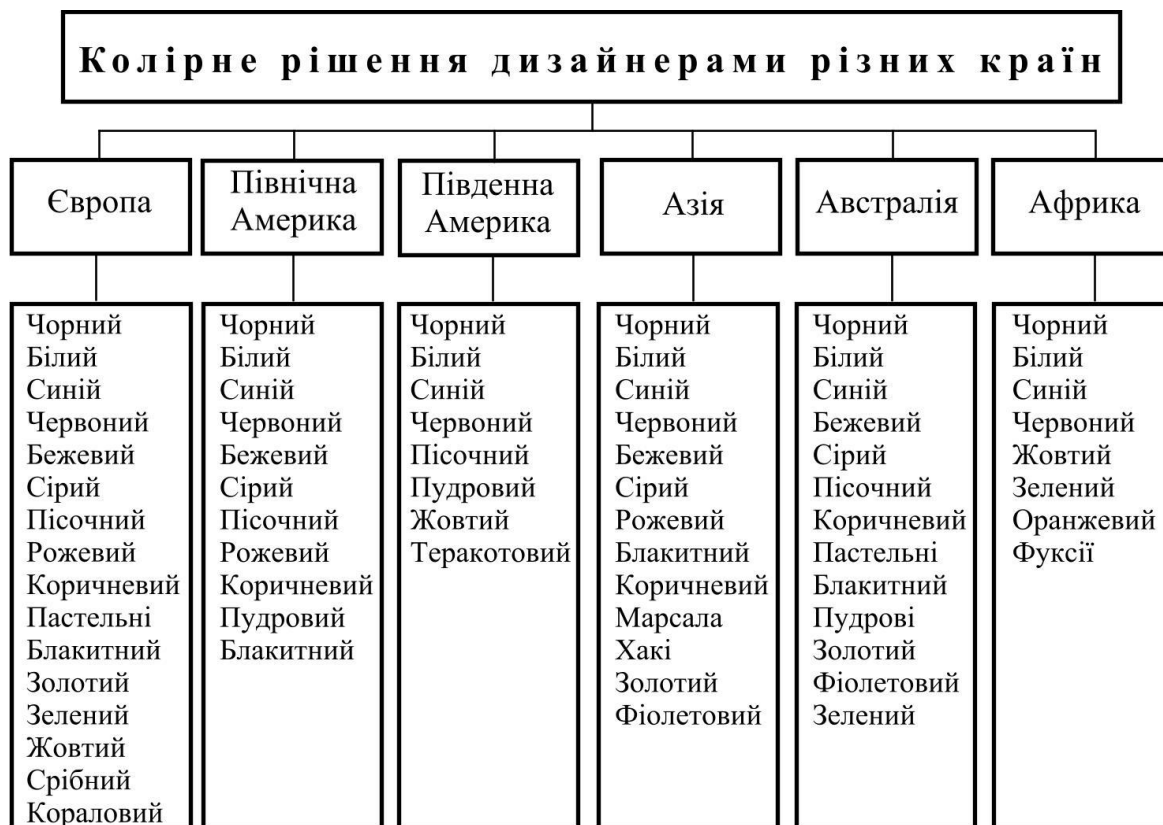 Колірне рішення дизайнерами різних країн
Європа
Північна
Америка
Південна
Америка
Азія
Австралія
Африка
Чорний
Білий
Синій
Червоний
Бежевий
Сірий
Пісочний
Рожевий
Коричневий
Пастельні
Блакитний
Золотий
Зелений
Жовтий
Срібний
Кораловий
Чорний
Білий
Синій
Червоний
Бежевий
Сірий
Пісочний
Рожевий
Коричневий
Пудровий
Блакитний
Чорний
Білий
Синій
Червоний
Пісочний
Пудровий
Жовтий
Теракотовий
Чорний
Білий
Синій
Червоний
Бежевий
Сірий
Рожевий
Блакитний
Коричневий
Марсала
Хакі
Золотий
Фіолетовий
Чорний
Білий
Синій
Бежевий
Сірий
Пісочний
Коричневий
Пастельні
Блакитний
Пудрові
Золотий
Фіолетовий
Зелений
Чорний
Білий
Синій
Червоний
Жовтий
Зелений
Оранжевий
Фуксії